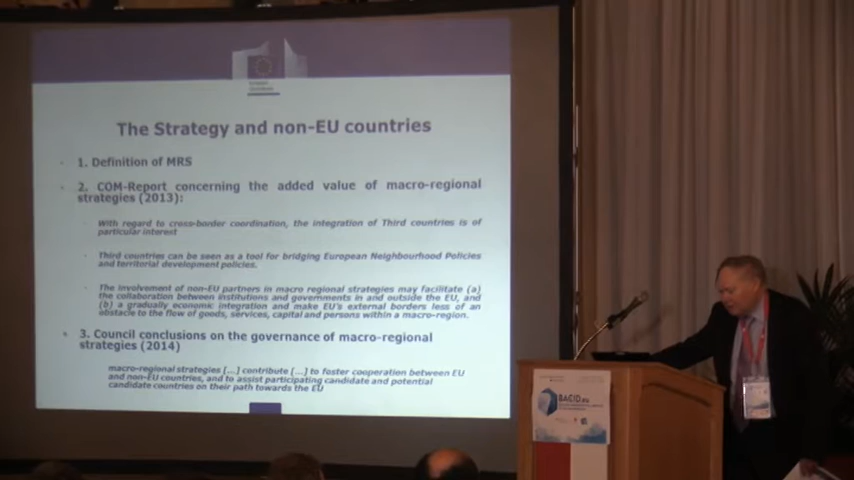 The Strategy and non-EU countries
1. Definition of MRS
2. COM-Report concerning the added value of macro-regional
strategies (2013):
With regard to cross-border coordination, the integration of Third countries is of
particular interest
Third countries can be seen as a tool for bridging European Neighbourhood Policies
and territorial development policies.
The involvement of non-EU partners in macro regional strategies may facilitate (a)
the collaboration between institutions and governments in and outside the EU, and
(b) a gradually economic integration and make EU's external borders less of an
obstacle to the flow of goods, services, capital and persons within a macro-region.
3. Council conclusions on the governance of macro-regional
strategies (2014)
macro-regional strategies [...] contribute [...] to foster cooperation between EU
and non-EU countries, and to assist participating candidate and potential
candidate countries on their path towards the EU
BACID.eu